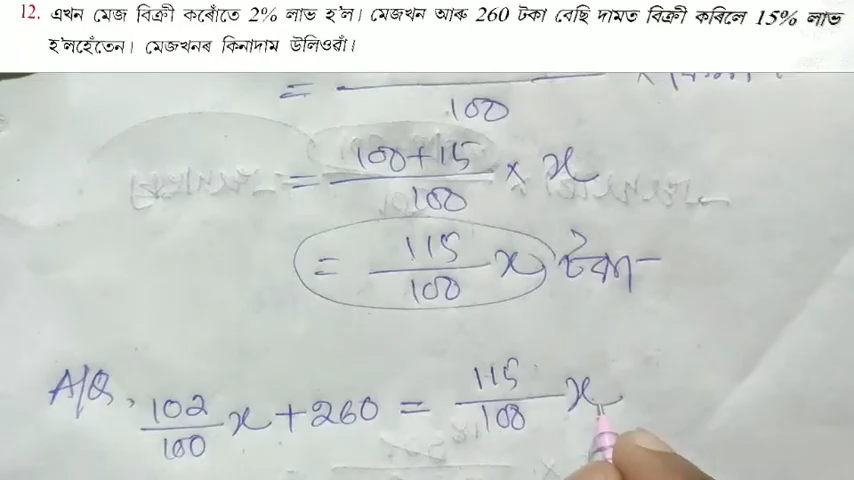 12. এখন মেজ বিক্ৰী কৰোঁতে 2% লাভ হ'ল। মেজখন আৰু 260 টকা বেছি দামত বিক্ৰী কৰিলে 15% লাভ
হ'লহেঁতেন। মেজখনৰ কিনাদাম উলিওৱাঁ।
= ——— 100
= (100+15)/100 × x
= 115/100 x টকা
A/Q, 102/100 x + 260 = 115/100 x